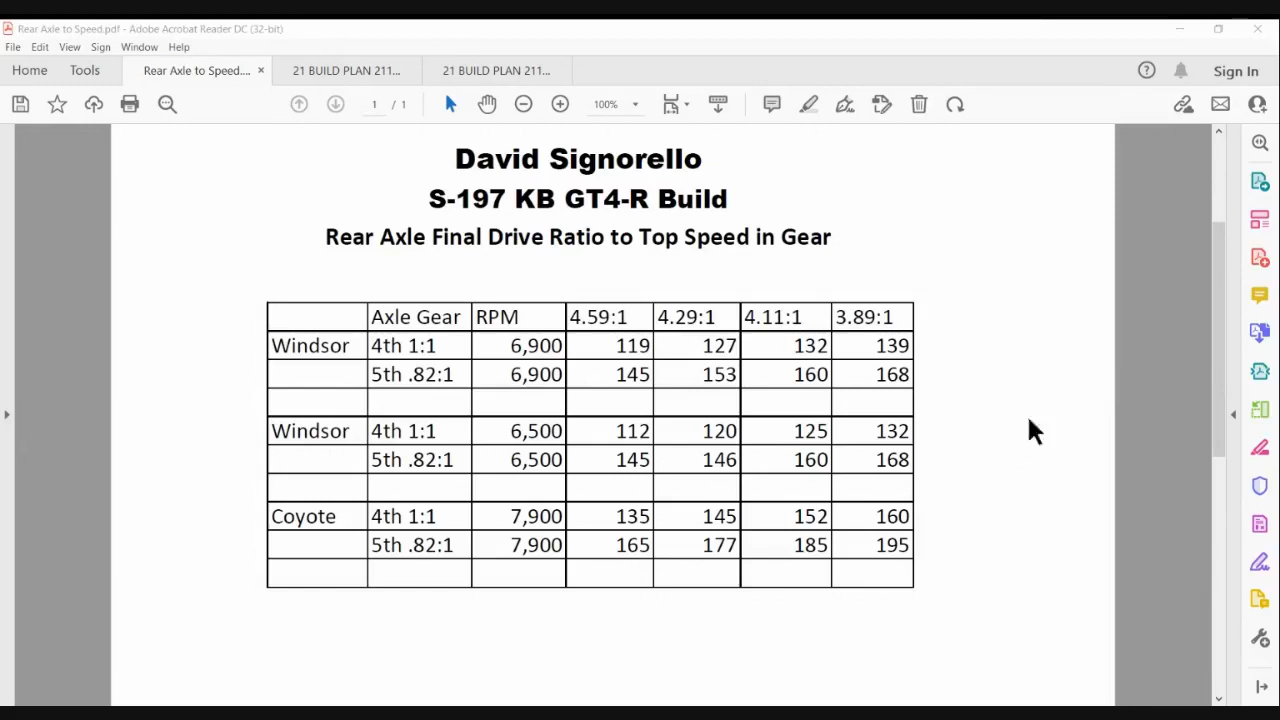 Rear Axle to Speed.pdf - Adobe Acrobat Reader DC (32-bit)
File Edit View Sign Window Help
Home Tools Rear Axle to Speed.... × 21 BUILD PLAN 211... 21 BUILD PLAN 211... Sign In
1 / 1 100%
David Signorello
S-197 KB GT4-R Build
Rear Axle Final Drive Ratio to Top Speed in Gear
Axle Gear RPM 4.59:1 4.29:1 4.11:1 3.89:1
Windsor 4th 1:1 6,900 119 127 132 139
5th .82:1 6,900 145 153 160 168
Windsor 4th 1:1 6,500 112 120 125 132
5th .82:1 6,500 145 146 160 168
Coyote 4th 1:1 7,900 135 145 152 160
5th .82:1 7,900 165 177 185 195